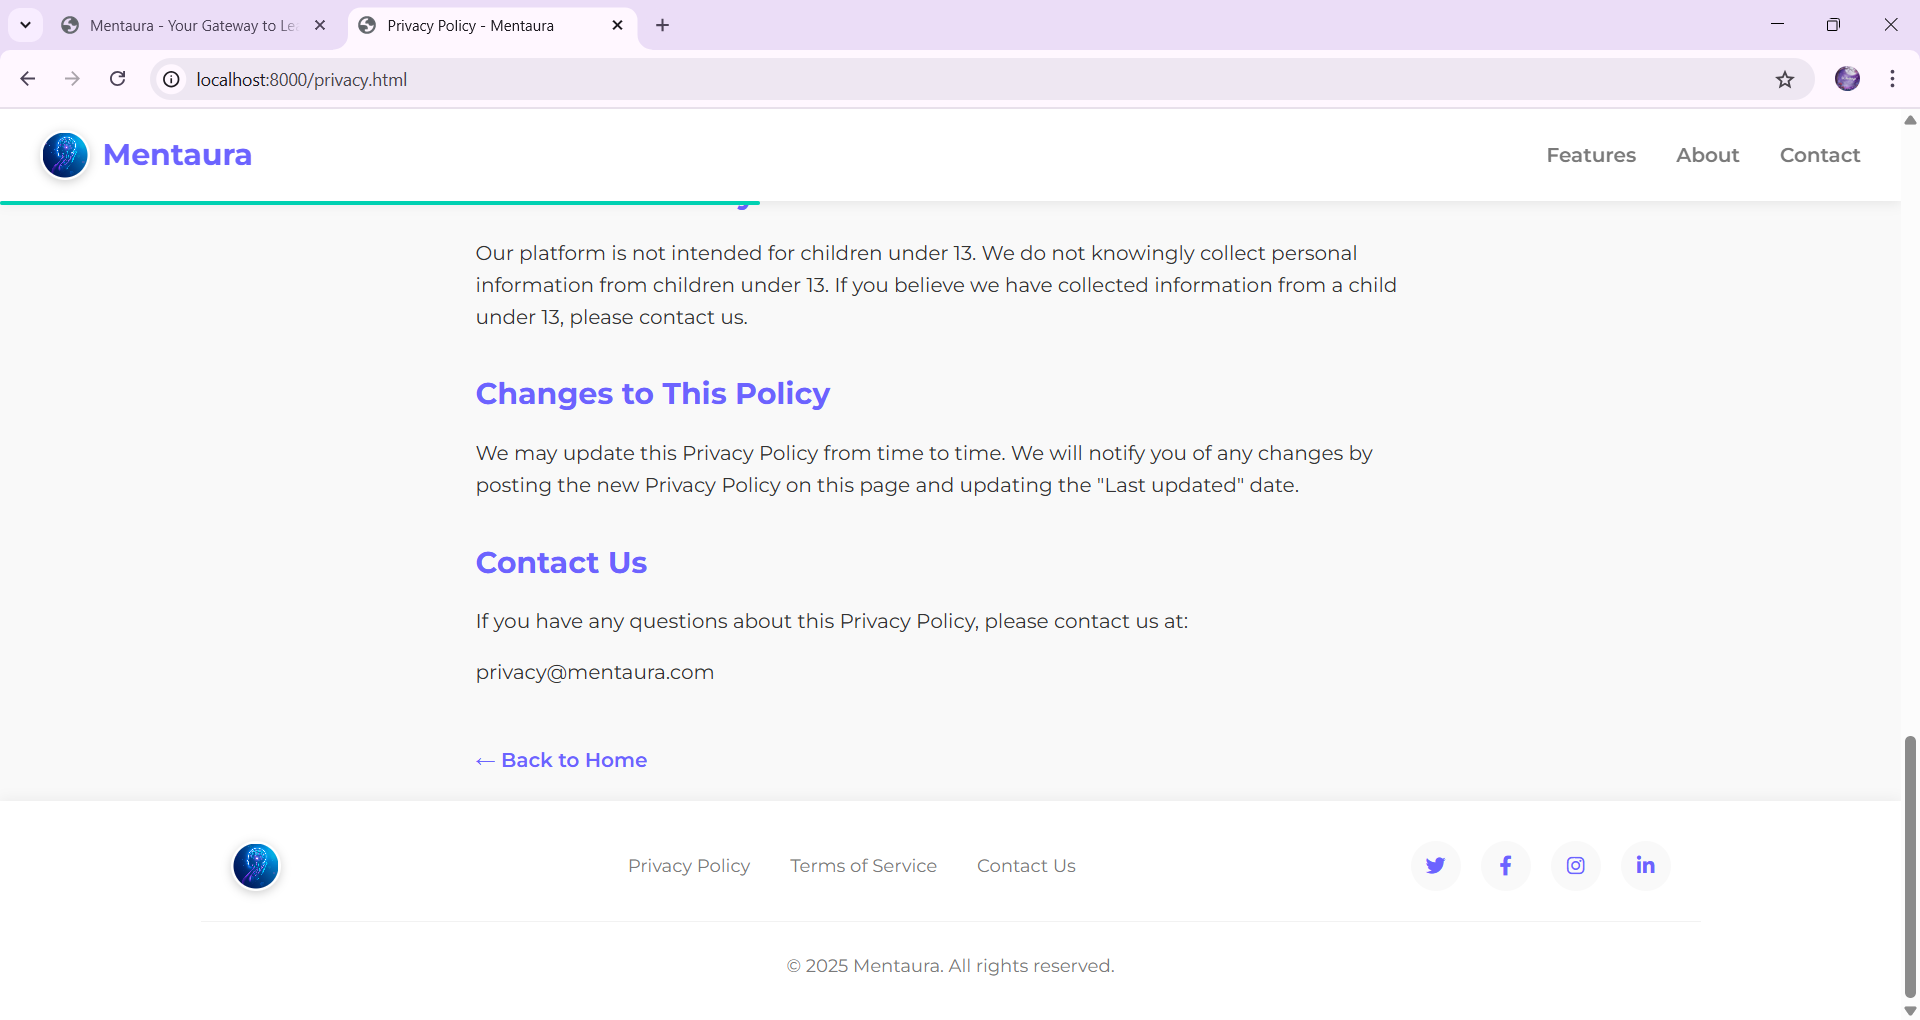 Mentaura - Your Gateway to Le
Privacy Policy - Mentaura
localhost:8000/privacy.html
Mentaura
Features
About
Contact
Our platform is not intended for children under 13. We do not knowingly collect personal
information from children under 13. If you believe we have collected information from a child
under 13, please contact us.
Changes to This Policy
We may update this Privacy Policy from time to time. We will notify you of any changes by
posting the new Privacy Policy on this page and updating the "Last updated" date.
Contact Us
If you have any questions about this Privacy Policy, please contact us at:
privacy@mentaura.com
← Back to Home
Privacy Policy
Terms of Service
Contact Us
© 2025 Mentaura. All rights reserved.